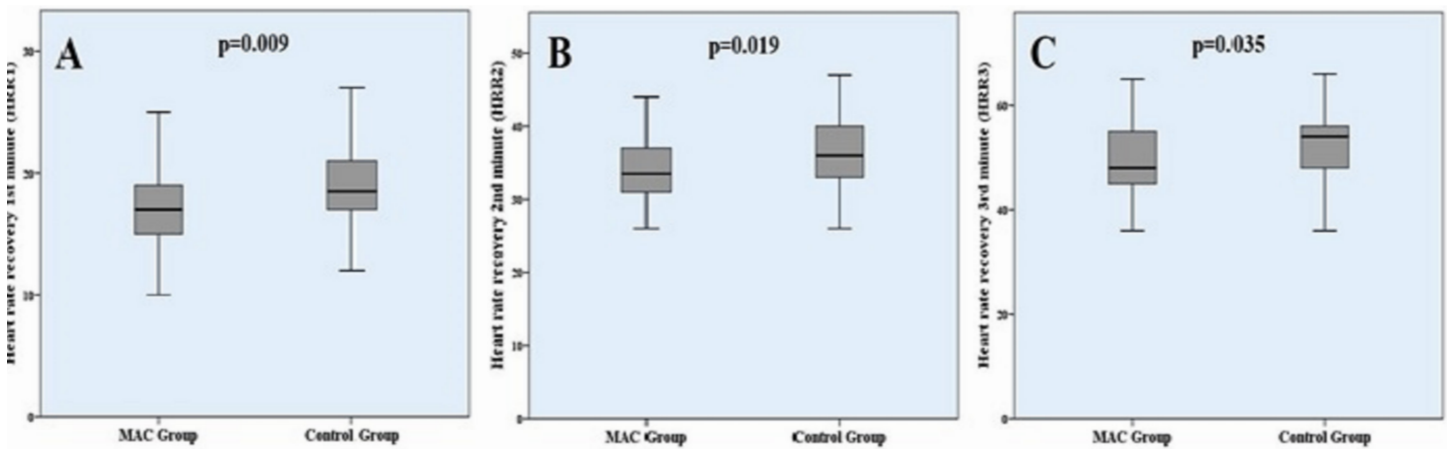 A
p=0.009
Heart rate recovery 1st minute (HRR1)
30
20
10
0
MAC Group
Control Group
B
p=0.019
Heart rate recovery 2nd minute (HRR2)
50
40
30
20
10
0
MAC Group
Control Group
C
p=0.035
Heart rate recovery 3rd minute (HRR3)
60
40
20
0
MAC Group
Control Group